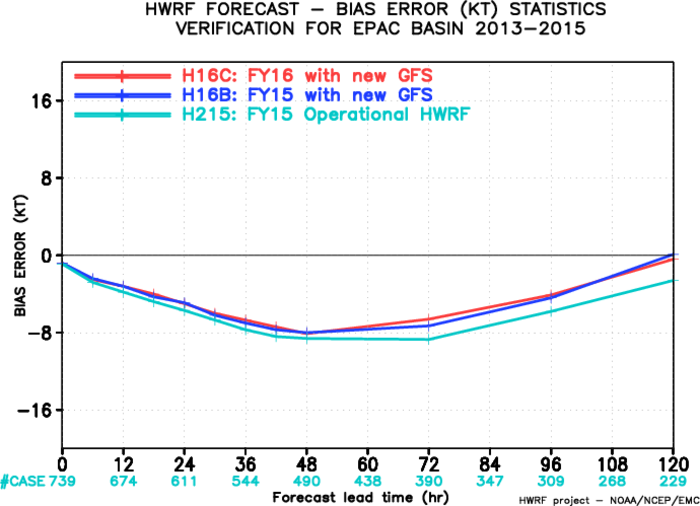 HWRF FORECAST − BIAS ERROR (KT) STATISTICS
VERIFICATION FOR EPAC BASIN 2013−2015
H16C: FY16 with new GFS
H16B: FY15 with new GFS
H215: FY15 Operational HWRF
BIAS ERROR (KT)
16
8
0
−8
−16
0 12 24 36 48 60 72 84 96 108 120
#CASE 739 674 611 544 490 438 390 347 309 268 229
Forecast lead time (hr)
HWRF project − NOAA/NCEP/EMC